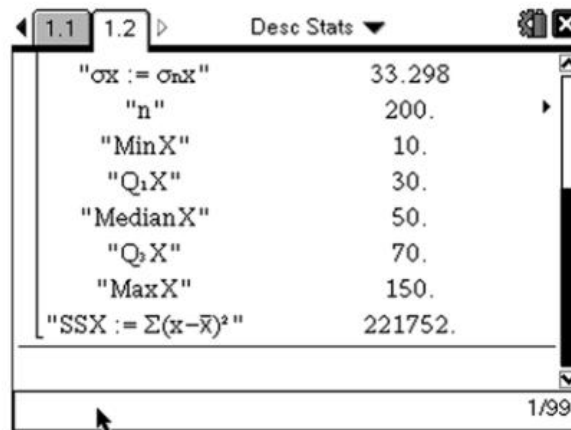 1.1 1.2 Desc Stats
"σx := σnx" 33.298
"n" 200.
"MinX" 10.
"Q₁X" 30.
"MedianX" 50.
"Q₃X" 70.
"MaxX" 150.
"SSX := Σ(x-x̄)²" 221752.
1/99